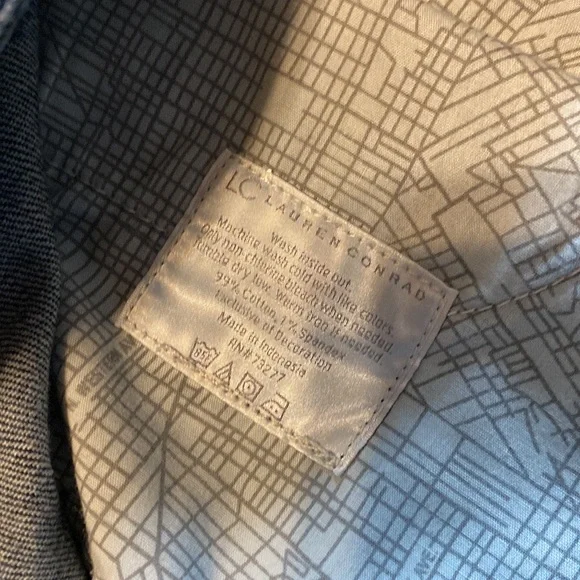 LC LAUREN CONRAD
Wash inside out.
Machine wash cold with like colors.
Only non-chlorine bleach when needed.
Tumble dry low. Warm iron if needed.
99% Cotton, 1% Spandex
Exclusive of Decoration
Made in Indonesia
RN# 73277